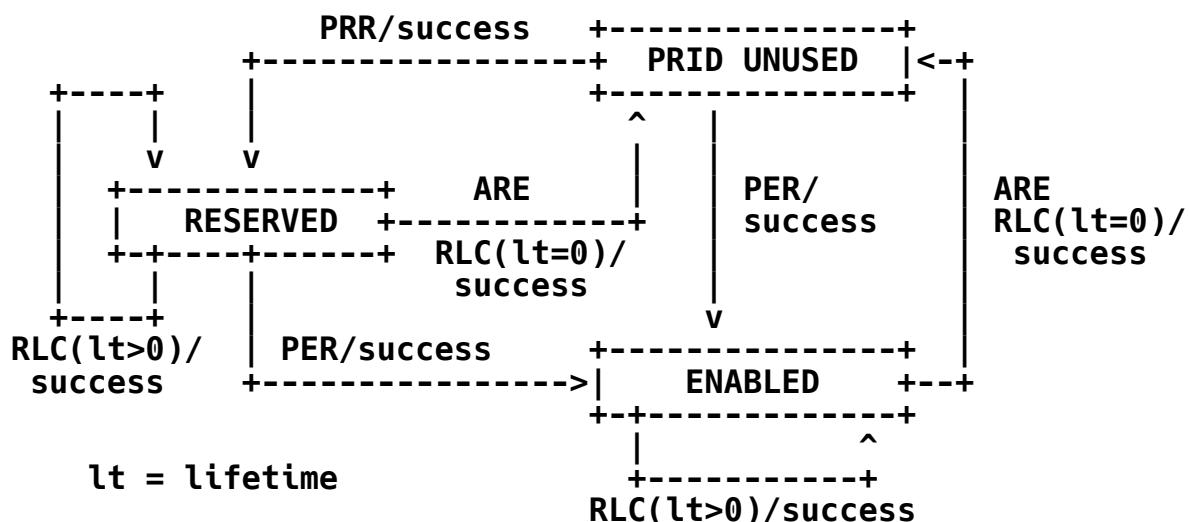 PRR/success
PRID UNUSED
ARE
PER/
ARE
RESERVED
success
RLC(lt=0)/
RLC(lt=0)/
success
success
RLC(lt>0)/
PER/success
success
ENABLED
lt = lifetime
RLC(lt>0)/success